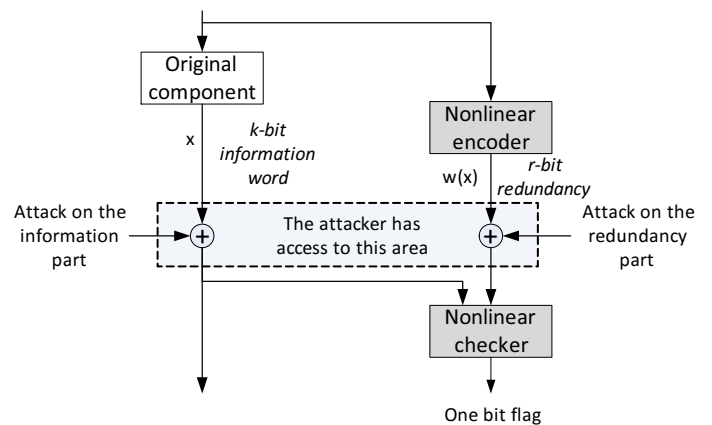 Original
component
Nonlinear
encoder
x
k-bit
information
word
w(x)
r-bit
redundancy
Attack on the
information
part
+
The attacker has
access to this area
+
Attack on the
redundancy
part
Nonlinear
checker
One bit flag